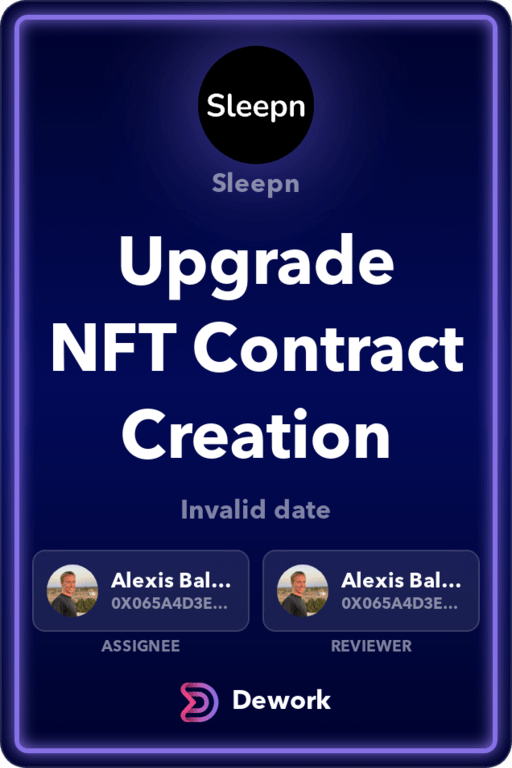 Sleepn
Sleepn
Upgrade
NFT Contract
Creation
Invalid date
Alexis Bal...
0X065A4D3E...
ASSIGNEE
Alexis Bal...
0X065A4D3E...
REVIEWER
Dework